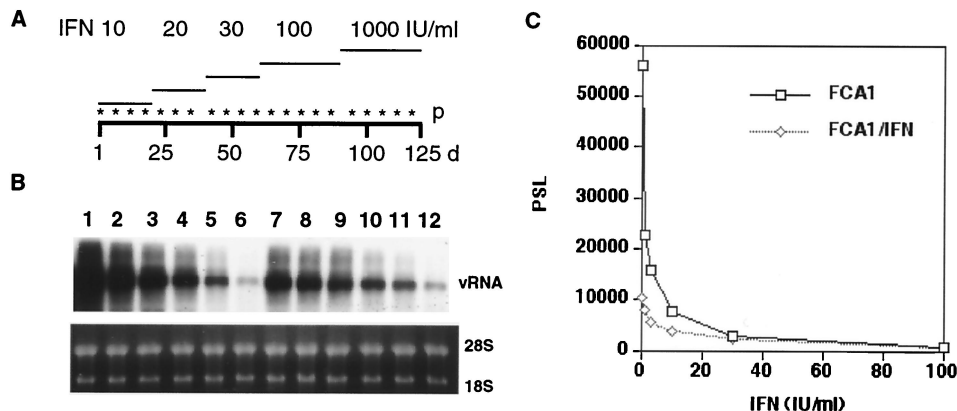 A
IFN 10 20 30 100 1000 IU/ml
* * * * * * * * * * * * * * * * * * * p
1 25 50 75 100 125 d
B
1 2 3 4 5 6 7 8 9 10 11 12
vRNA
28S
18S
C
60000
50000
40000
30000
20000
10000
0
PSL
FCA1
FCA1/IFN
0 20 40 60 80 100
IFN (IU/ml)